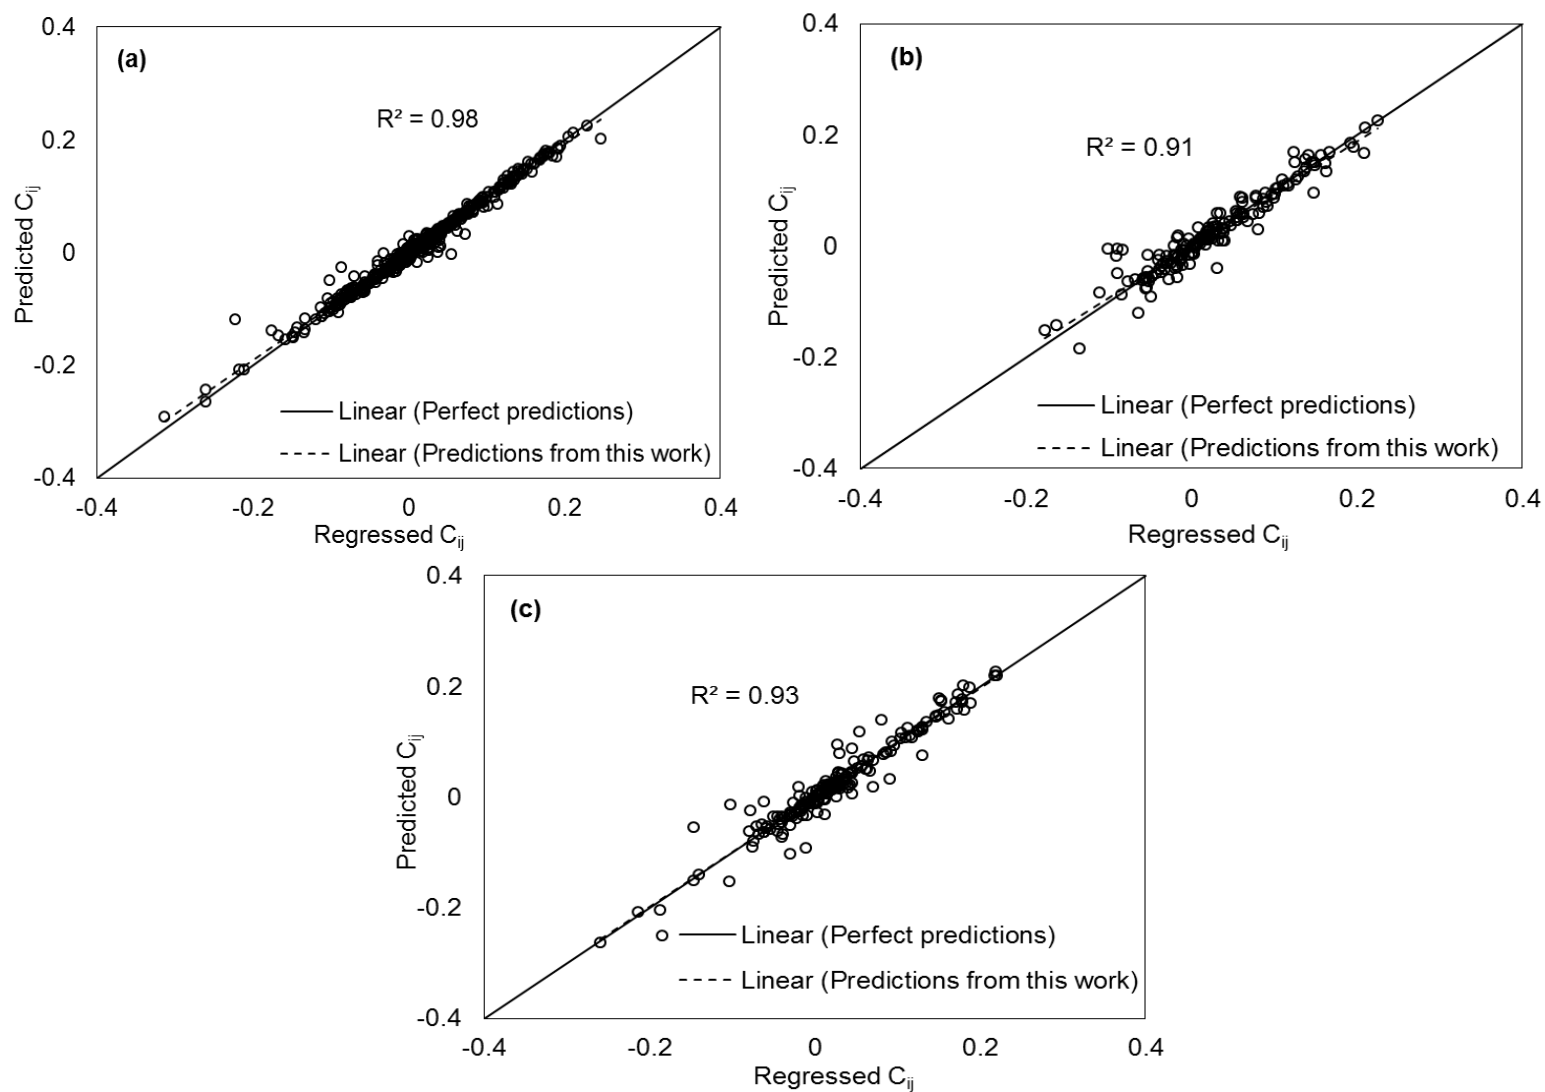 (a)
R² = 0.98
0.4
0.2
0
-0.2
-0.4
Predicted Cij
Linear (Perfect predictions)
Linear (Predictions from this work)
-0.4 -0.2 0 0.2 0.4
Regressed Cij
(b)
R² = 0.91
0.4
0.2
0
-0.2
-0.4
Predicted Cij
Linear (Perfect predictions)
Linear (Predictions from this work)
-0.4 -0.2 0 0.2 0.4
Regressed Cij
(c)
R² = 0.93
0.4
0.2
0
-0.2
-0.4
Predicted Cij
Linear (Perfect predictions)
Linear (Predictions from this work)
-0.4 -0.2 0 0.2 0.4
Regressed Cij